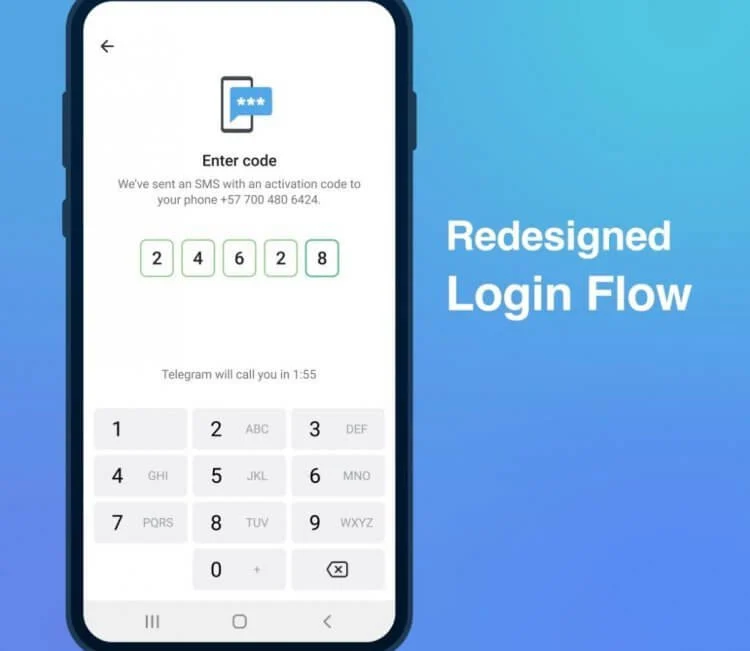 ***
Enter code
We've sent an SMS with an activation code to
your phone +57 700 480 6424.
2 4 6 2 8
Redesigned
Login Flow
Telegram will call you in 1:55
1 2 ABC 3 DEF
4 GHI 5 JKL 6 MNO
7 PQRS 8 TUV 9 WXYZ
0 +